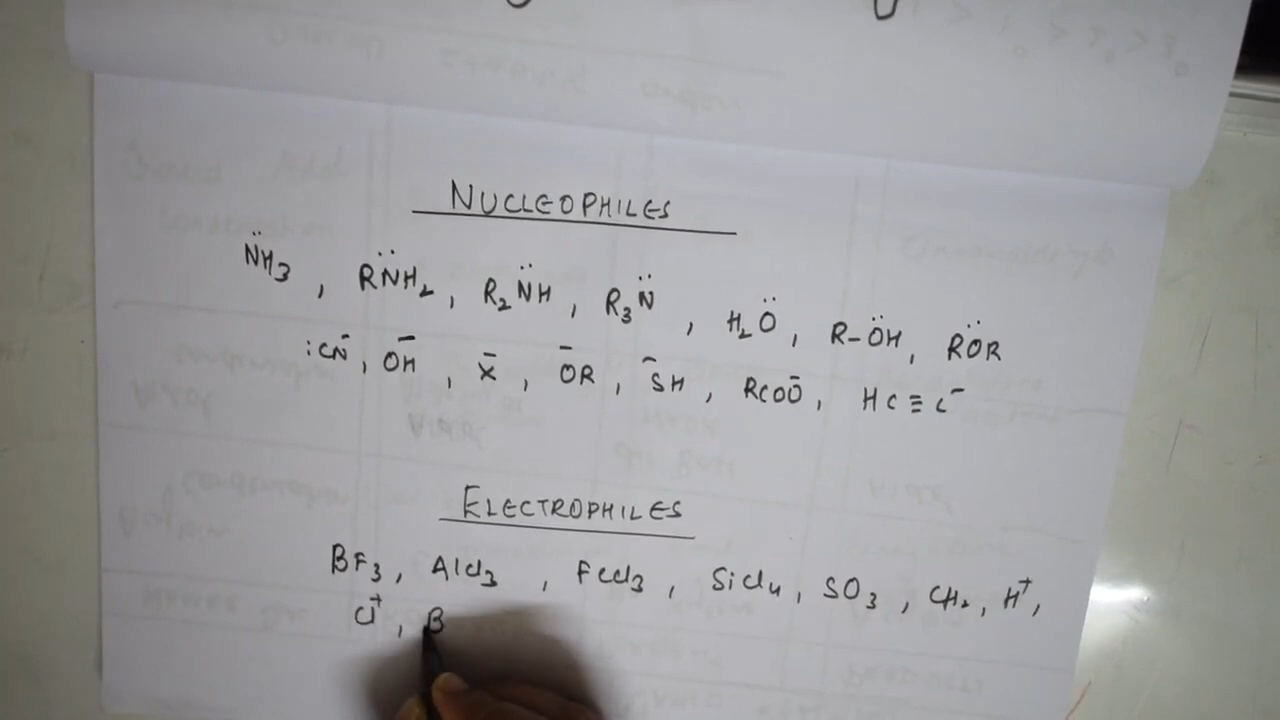 NUCLEOPHILES
N̈H3, RN̈H2, R2N̈H, R3N̈, H2Ö, R-ÖH, RÖR
:CN̄, ŌH, X̄, ŌR, S̄H, RCOŌ, HC≡C⁻
ELECTROPHILES
BF3, AlCl3, FeCl3, SiCl4, SO3, CH2, H⁺,
Cl⁺, B